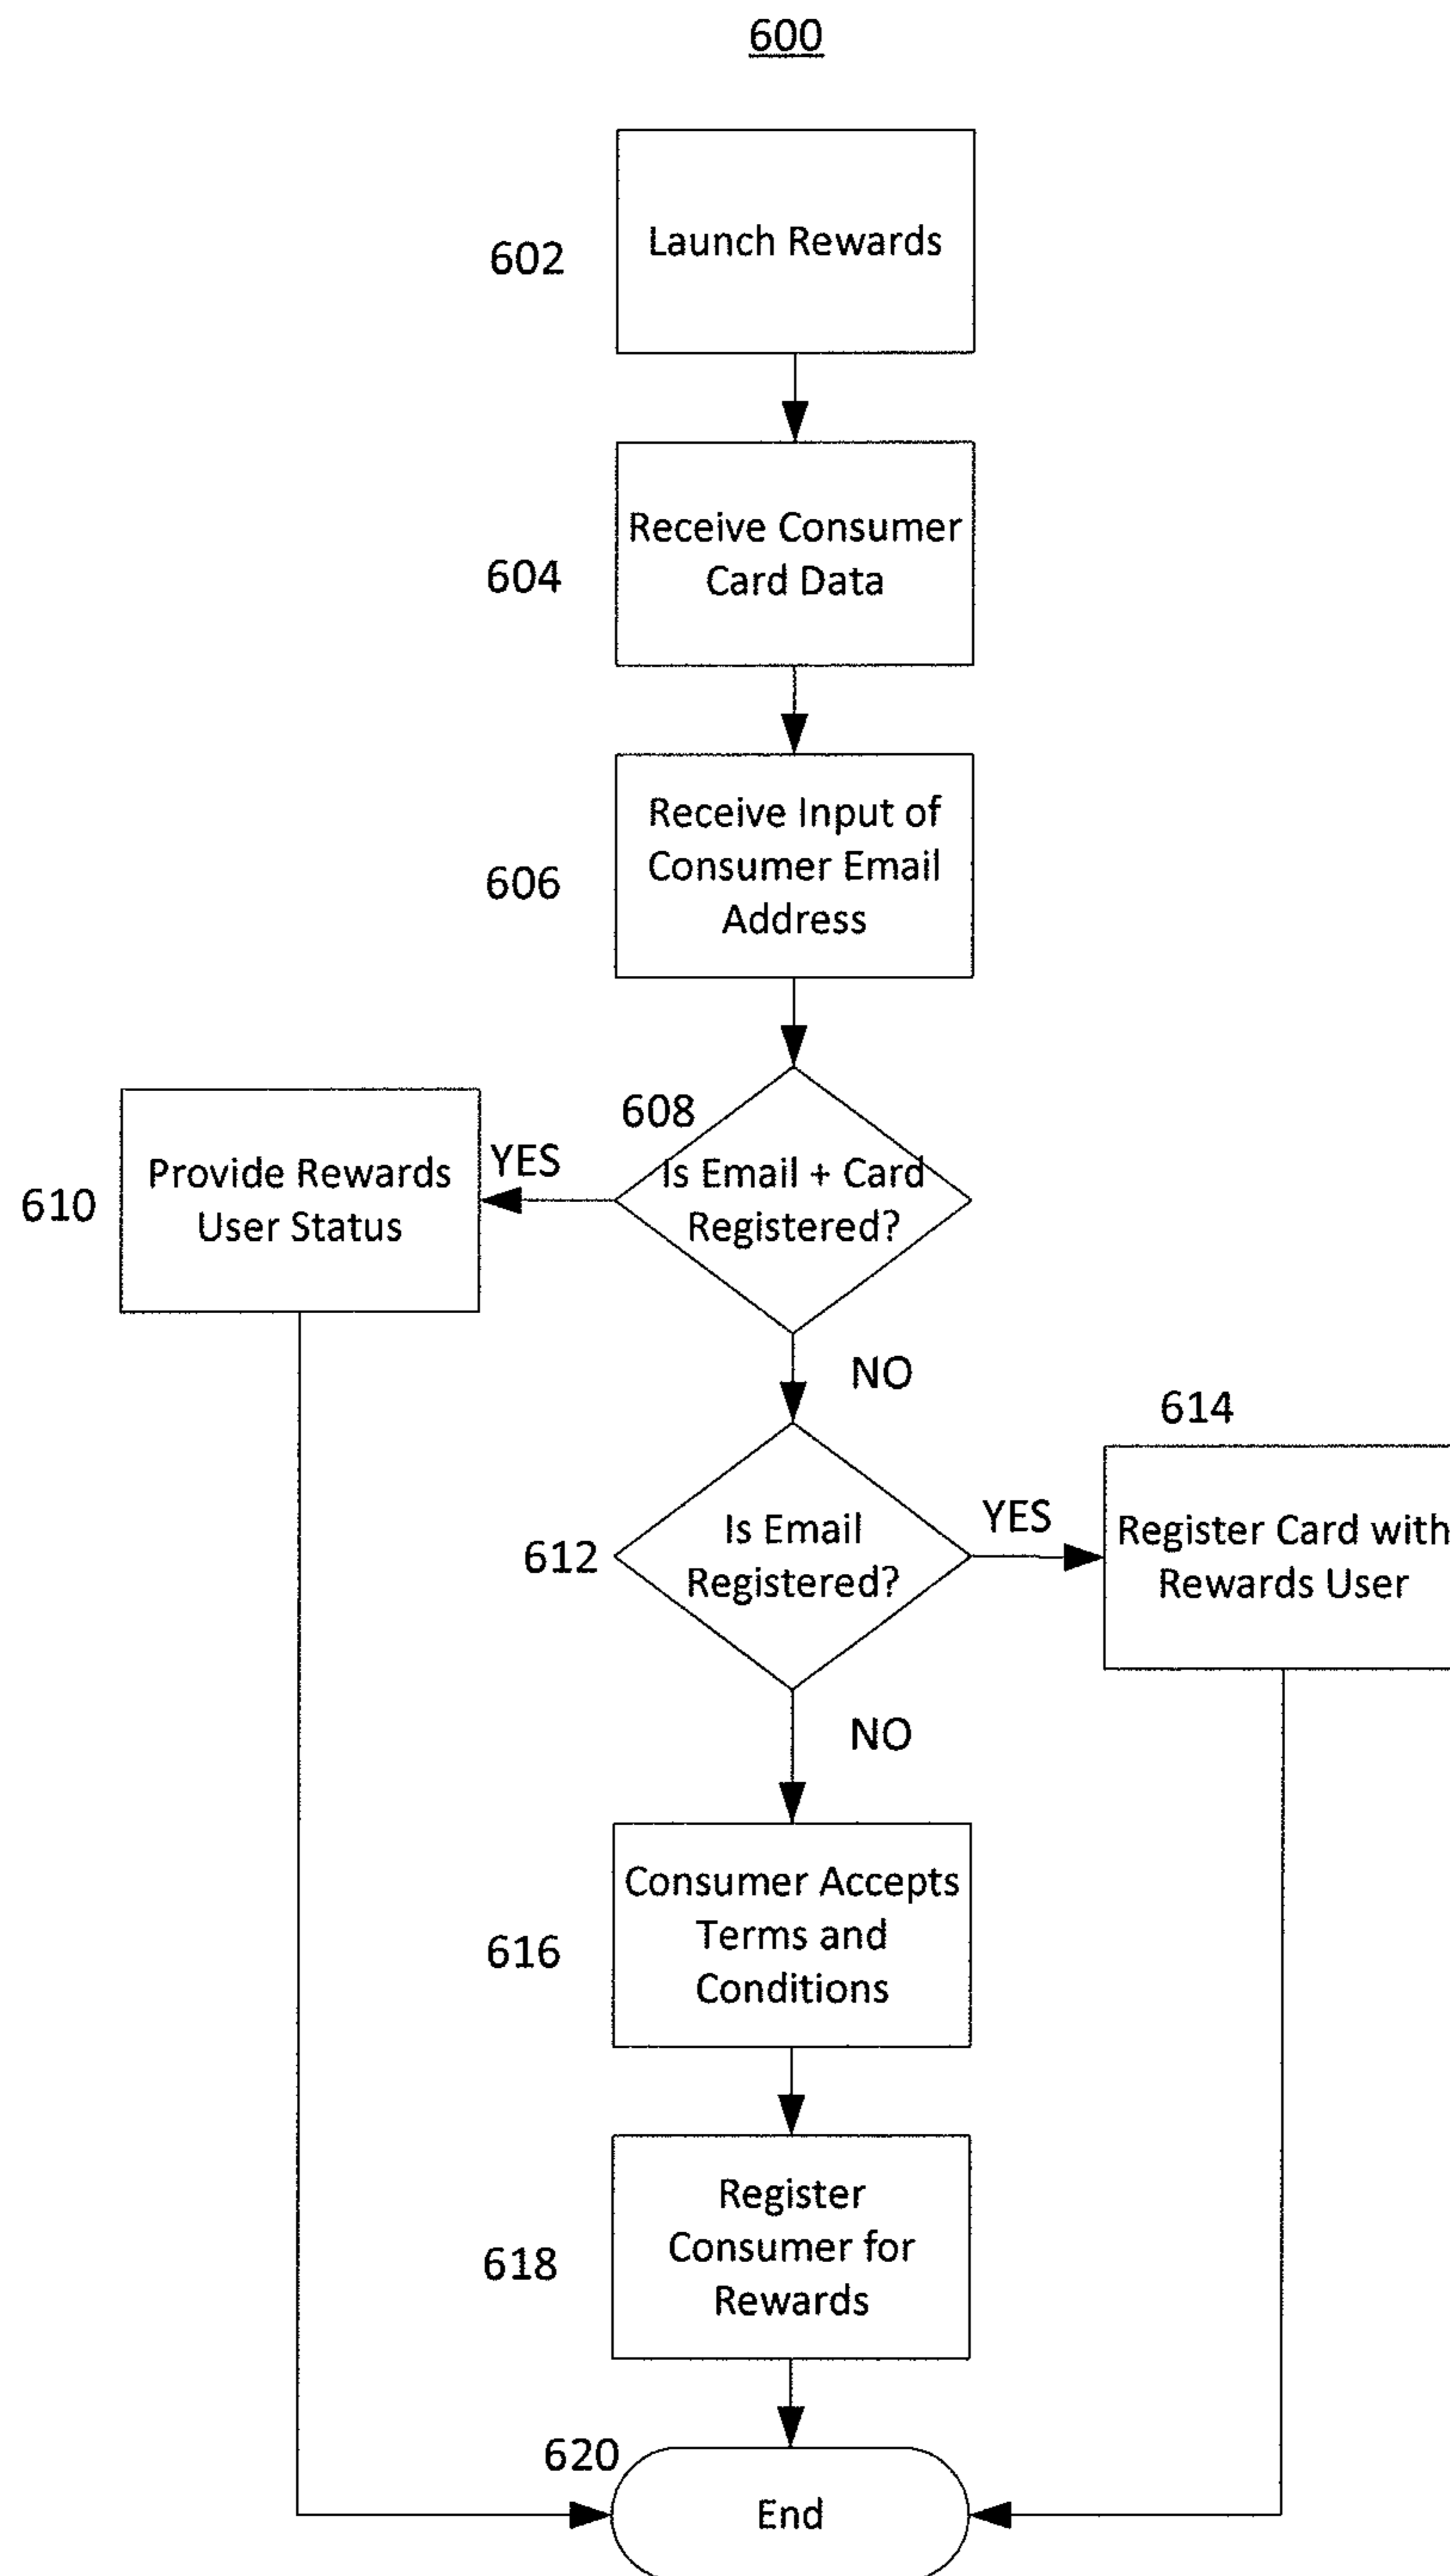 600
Launch Rewards
602
Receive Consumer
Card Data
604
Receive Input of
Consumer Email
Address
606
608
Is Email + Card
Registered?
YES
Provide Rewards
User Status
610
NO
614
Is Email
Registered?
612
YES
Register Card with
Rewards User
NO
Consumer Accepts
Terms and
Conditions
616
Register
Consumer for
Rewards
618
620
End